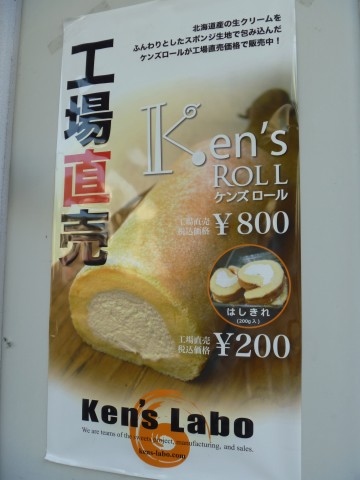 北海道産の生クリームを
ふんわりとしたスポンジ生地で包み込んだ
ケンズロールが工場直売価格で販売中！
工場直売
Ken's
ROLL
ケンズ ロール
工場直売
税込価格 ¥800
はしきれ
(200g入)
工場直売
税込価格 ¥200
Ken's Labo
We are teams of the sweets project, manufacturing, and sales.
kens-labo.com